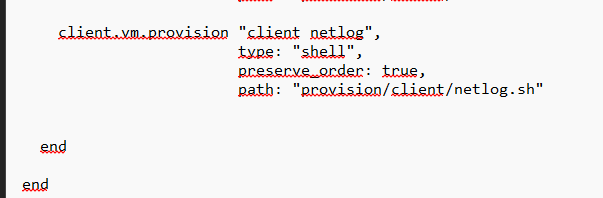 client.vm.provision "client netlog",
type: "shell",
preserve_order: true,
path: "provision/client/netlog.sh"
end
end